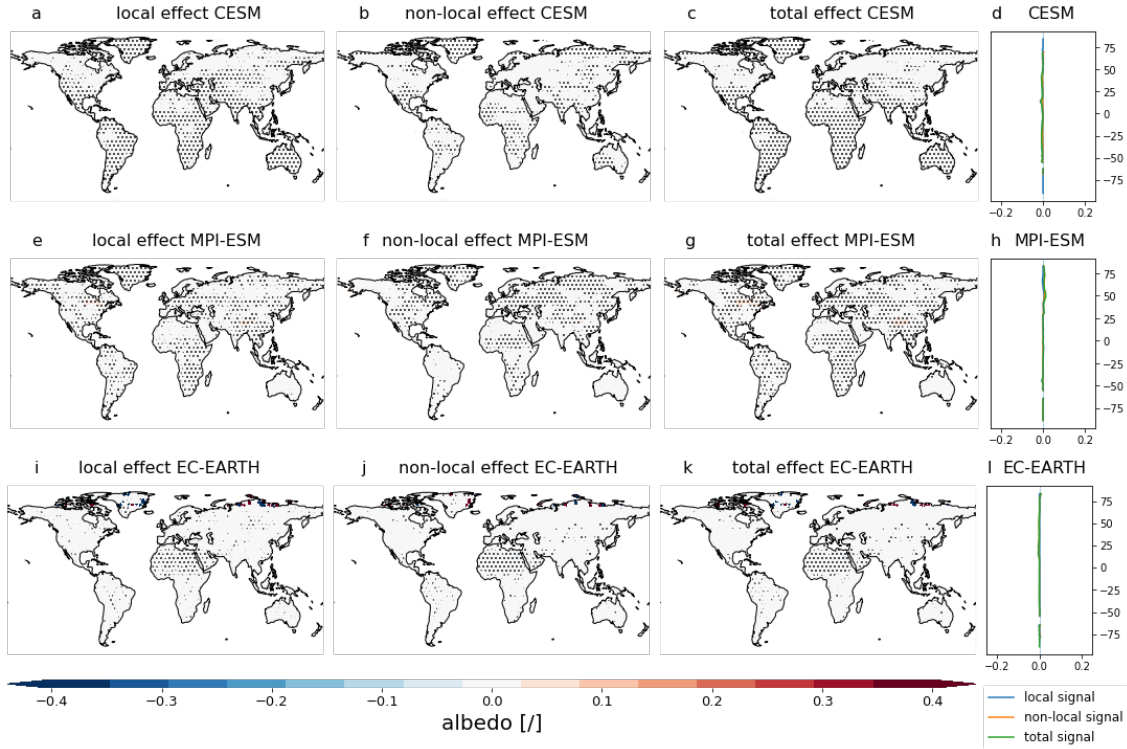 a local effect CESM b non-local effect CESM c total effect CESM d CESM
75
50
25
0
−25
−50
−75
−0.2 0.0 0.2
e local effect MPI-ESM f non-local effect MPI-ESM g total effect MPI-ESM h MPI-ESM
75
50
25
0
−25
−50
−75
−0.2 0.0 0.2
i local effect EC-EARTH j non-local effect EC-EARTH k total effect EC-EARTH l EC-EARTH
75
50
25
0
−25
−50
−75
−0.2 0.0 0.2
−0.4 −0.3 −0.2 −0.1 0.0 0.1 0.2 0.3 0.4
albedo [/]
local signal
non-local signal
total signal